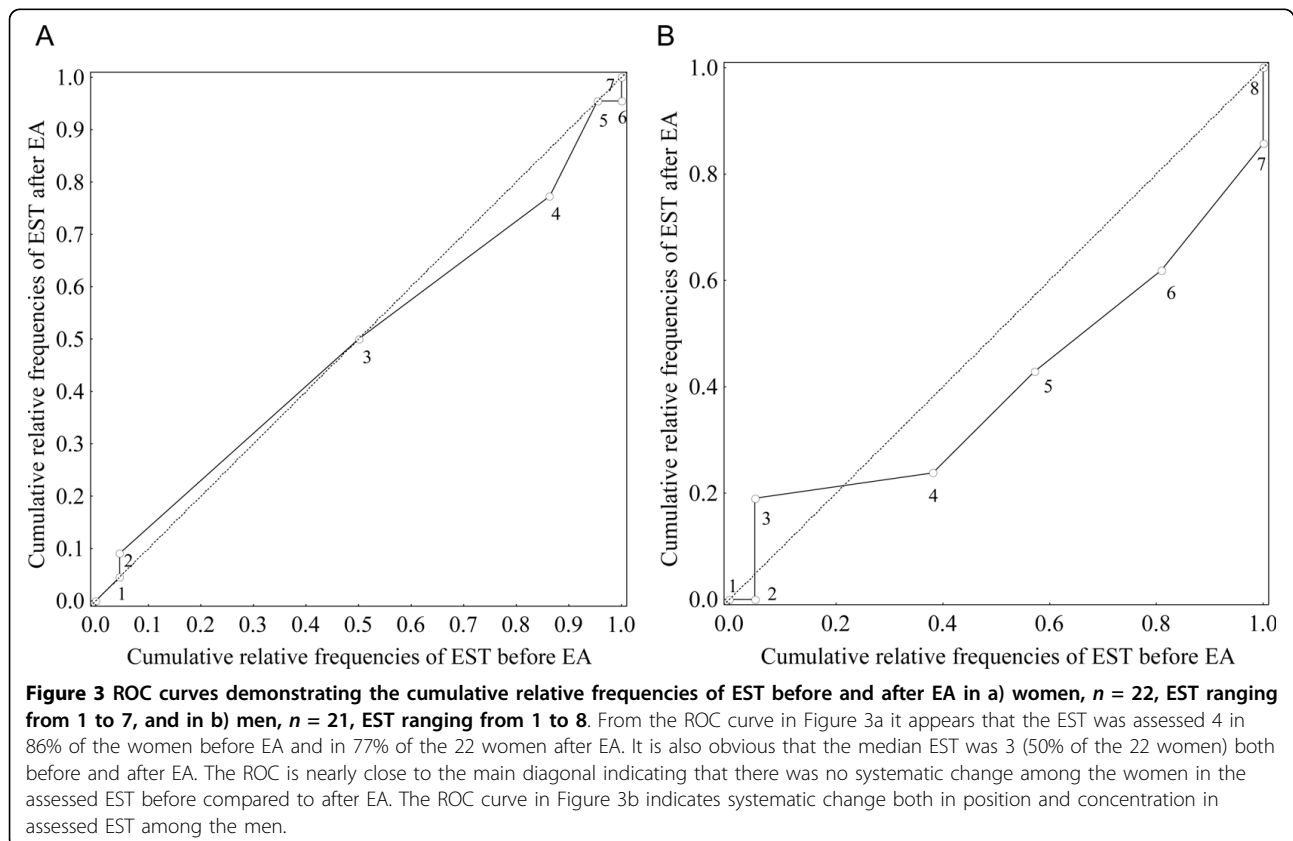 A
B
Cumulative relative frequencies of EST after EA
1.0
0.9
0.8
0.7
0.6
0.5
0.4
0.3
0.2
0.1
0.0
7
5
6
4
3
2
1
0.0 0.1 0.2 0.3 0.4 0.5 0.6 0.7 0.8 0.9 1.0
Cumulative relative frequencies of EST before EA
Cumulative relative frequencies of EST after EA
1.0
0.8
0.6
0.4
0.2
0.0
8
7
6
5
4
3
1
2
0.0 0.2 0.4 0.6 0.8 1.0
Cumulative relative frequencies of EST before EA
Figure 3 ROC curves demonstrating the cumulative relative frequencies of EST before and after EA in a) women, n = 22, EST ranging
from 1 to 7, and in b) men, n = 21, EST ranging from 1 to 8. From the ROC curve in Figure 3a it appears that the EST was assessed 4 in
86% of the women before EA and in 77% of the 22 women after EA. It is also obvious that the median EST was 3 (50% of the 22 women) both
before and after EA. The ROC is nearly close to the main diagonal indicating that there was no systematic change among the women in the
assessed EST before compared to after EA. The ROC curve in Figure 3b indicates systematic change both in position and concentration in
assessed EST among the men.